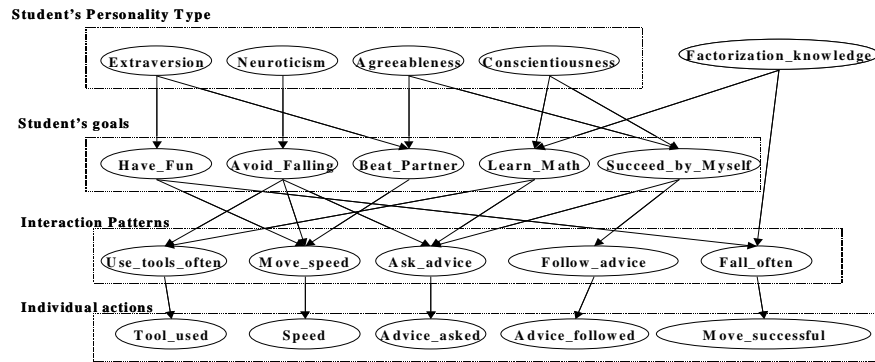 Student's Personality Type
Extraversion Neuroticism Agreeableness Conscientiousness Factorization_knowledge
Student's goals
Have_Fun Avoid_Falling Beat_Partner Learn_Math Succeed_by_Myself
Interaction Patterns
Use_tools_often Move_speed Ask_advice Follow_advice Fall_often
Individual actions
Tool_used Speed Advice_asked Advice_followed Move_successful